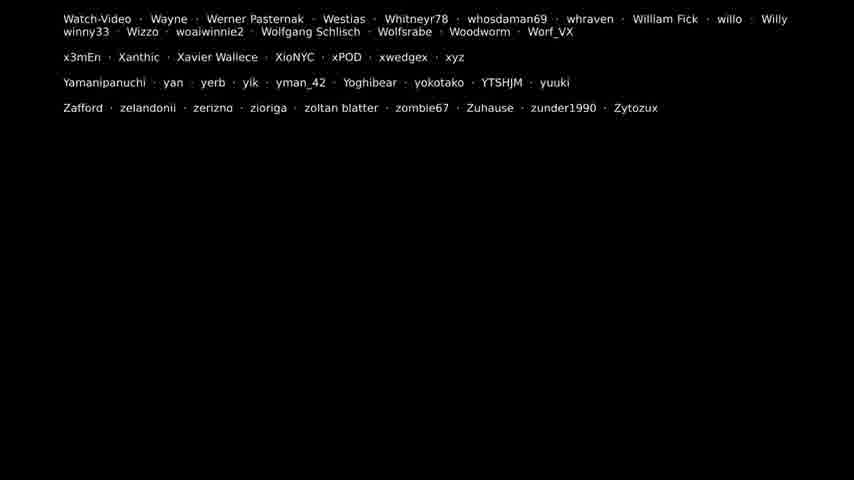 Watch-Video · Wayne · Werner Pasternak · Westias · Whitneyr78 · whosdaman69 · whraven · William Fick · willo · Willy
winny33 · Wizzo · woaiwinnie2 · Wolfgang Schlisch · Wolfsrabe · Woodworm · Worf_VX
x3mEn · Xanthic · Xavier Wallece · XioNYC · xPOD · xwedgex · xyz
Yamanipanuchi · yan · yerb · yik · yman_42 · Yoghibear · yokotako · YTSHJM · yuuki
Zafford · zelandonii · zerizna · zioriga · zoltan blatter · zombie67 · Zuhause · zunder1990 · Zytozux